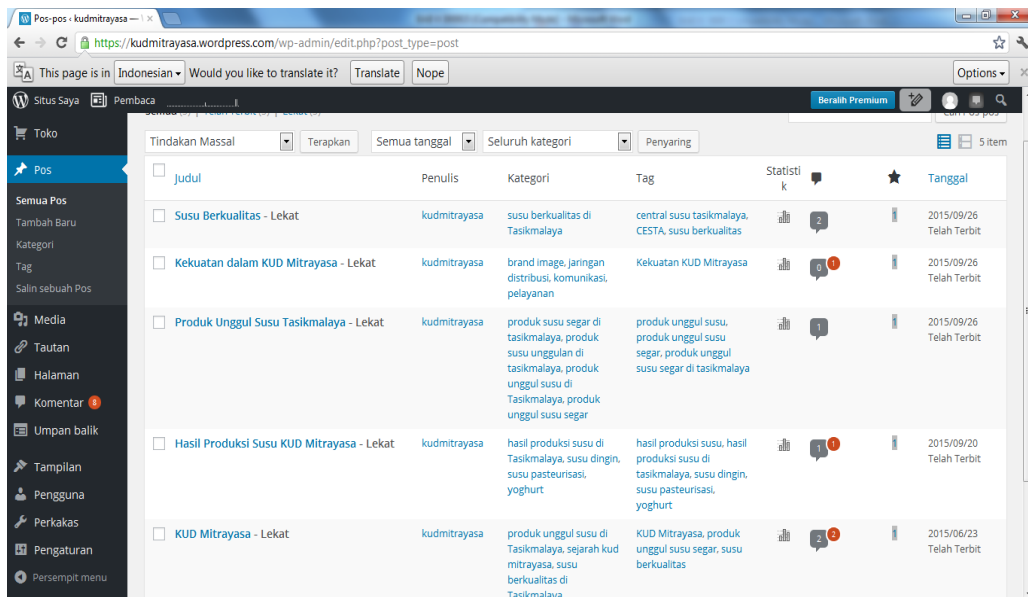 Pos-pos ‹ kudmitrayasa —
https://kudmitrayasa.wordpress.com/wp-admin/edit.php?post_type=post
This page is in Indonesian Would you like to translate it? Translate Nope Options
Situs Saya Pembaca Beralih Premium
Toko
Pos
Semua Pos
Tambah Baru
Kategori
Tag
Salin sebuah Pos
Media
Tautan
Halaman
Komentar 8
Umpan balik
Tampilan
Pengguna
Perkakas
Pengaturan
Persempit menu
Tindakan Massal Terapkan Semua tanggal Seluruh kategori Penyaring 5 item
Judul Penulis Kategori Tag Statisti
k
Tanggal
Susu Berkualitas - Lekat kudmitrayasa susu berkualitas di central susu tasikmalaya, 2 1 2015/09/26
Tasikmalaya CESTA, susu berkualitas Telah Terbit
Kekuatan dalam KUD Mitrayasa - Lekat kudmitrayasa brand image, jaringan Kekuatan KUD Mitrayasa 0 1 1 2015/09/26
distribusi, komunikasi, Telah Terbit
pelayanan
Produk Unggul Susu Tasikmalaya - Lekat kudmitrayasa produk susu segar di produk unggul susu, 1 1 2015/09/26
tasikmalaya, produk produk unggul susu Telah Terbit
susu unggulan di segar, produk unggul
tasikmalaya, produk susu segar di tasikmalaya
unggul susu di
Tasikmalaya, produk
unggul susu segar
Hasil Produksi Susu KUD Mitrayasa - Lekat kudmitrayasa hasil produksi susu di hasil produksi susu, hasil 1 1 1 2015/09/20
Tasikmalaya, susu dingin, produksi susu di Telah Terbit
susu pasteurisasi, tasikmalaya, susu dingin,
yoghurt susu pasteurisasi,
yoghurt
KUD Mitrayasa - Lekat kudmitrayasa produk unggul susu di KUD Mitrayasa, produk 2 2 1 2015/06/23
Tasikmalaya, sejarah kud unggul susu segar, susu Telah Terbit
mitrayasa, susu berkualitas
berkualitas di
Tasikmalaya